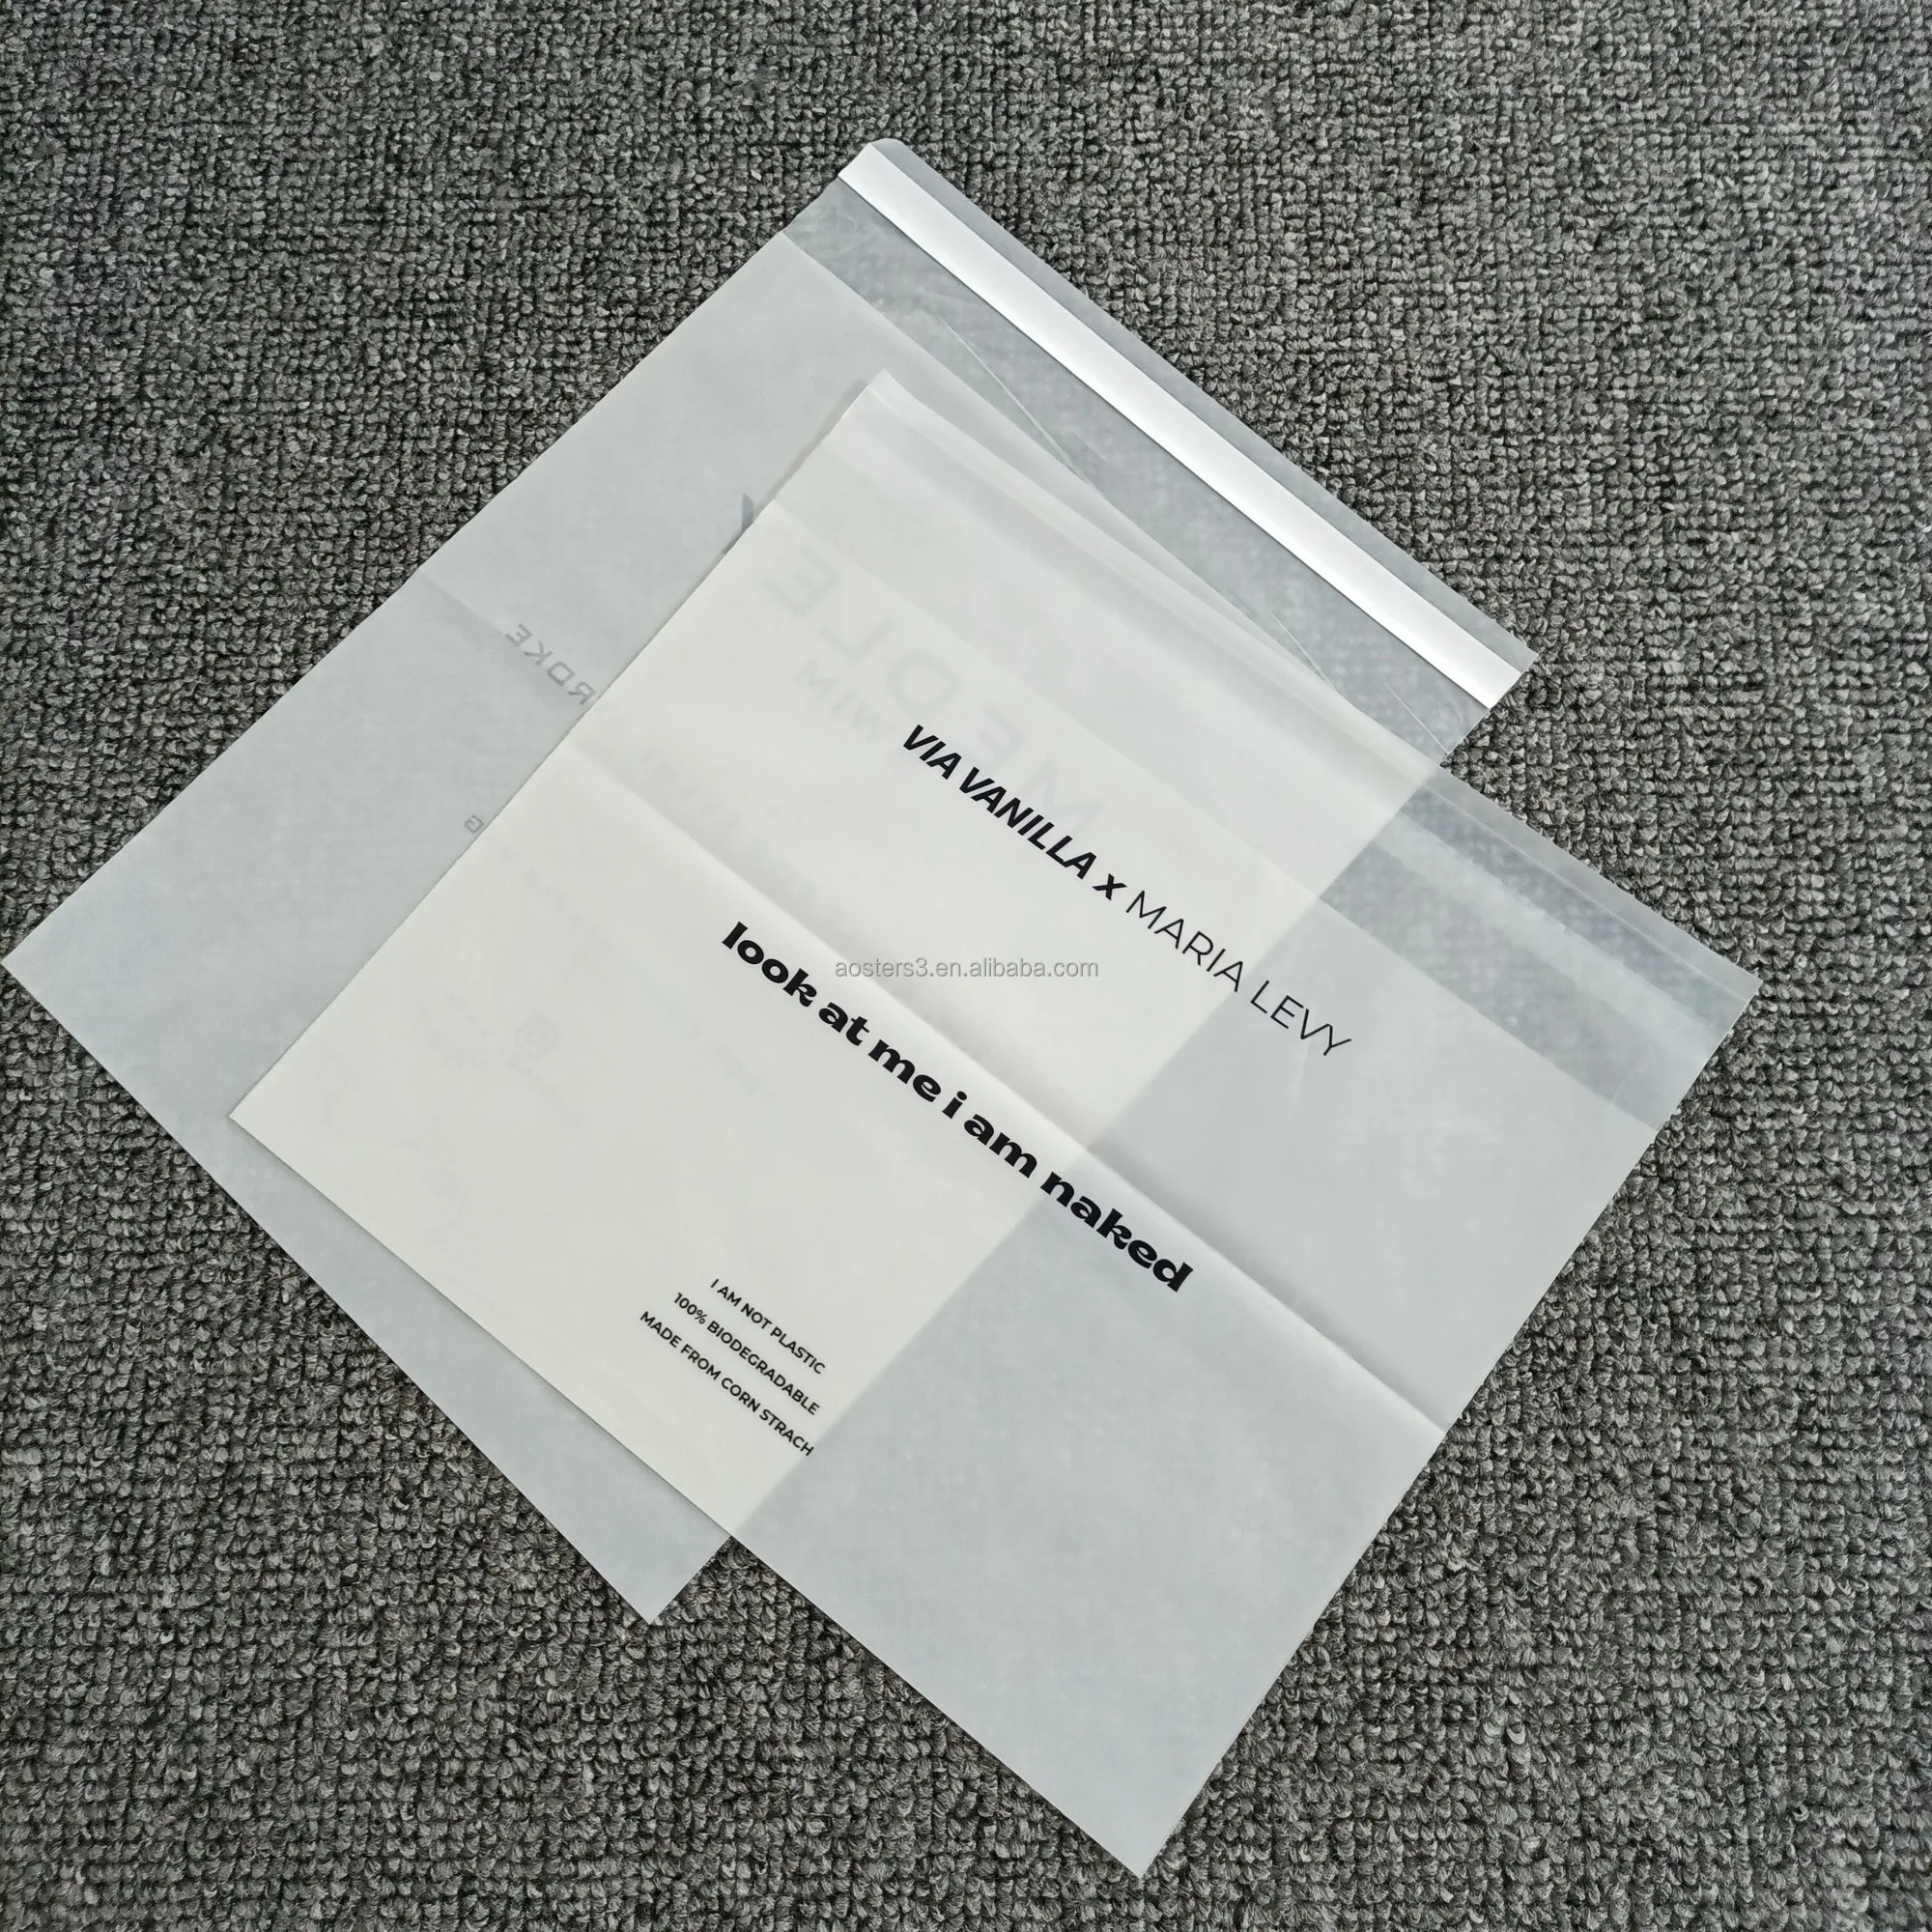 VIA VANILLA x MARIA LEVY
look at me i am naked
aosters3.en.alibaba.com
I AM NOT PLASTIC
100% BIODEGRADABLE
MADE FROM CORN STRACH